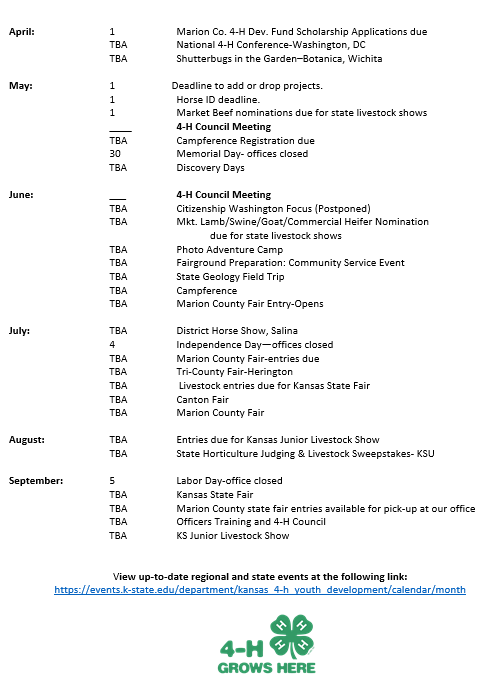 April: 1 Marion Co. 4-H Dev. Fund Scholarship Applications due
TBA National 4-H Conference-Washington, DC
TBA Shutterbugs in the Garden–Botanica, Wichita
May: 1 Deadline to add or drop projects.
1 Horse ID deadline.
1 Market Beef nominations due for state livestock shows
____ 4-H Council Meeting
TBA Campference Registration due
30 Memorial Day- offices closed
TBA Discovery Days
June: ___ 4-H Council Meeting
TBA Citizenship Washington Focus (Postponed)
TBA Mkt. Lamb/Swine/Goat/Commercial Heifer Nomination
due for state livestock shows
TBA Photo Adventure Camp
TBA Fairground Preparation: Community Service Event
TBA State Geology Field Trip
TBA Campference
TBA Marion County Fair Entry-Opens
July: TBA District Horse Show, Salina
4 Independence Day—offices closed
TBA Marion County Fair-entries due
TBA Tri-County Fair-Herington
TBA Livestock entries due for Kansas State Fair
TBA Canton Fair
TBA Marion County Fair
August: TBA Entries due for Kansas Junior Livestock Show
TBA State Horticulture Judging & Livestock Sweepstakes- KSU
September: 5 Labor Day-office closed
TBA Kansas State Fair
TBA Marion County state fair entries available for pick-up at our office
TBA Officers Training and 4-H Council
TBA KS Junior Livestock Show
View up-to-date regional and state events at the following link:
https://events.k-state.edu/department/kansas_4-h_youth_development/calendar/month
H H H H
4-H
GROWS HERE